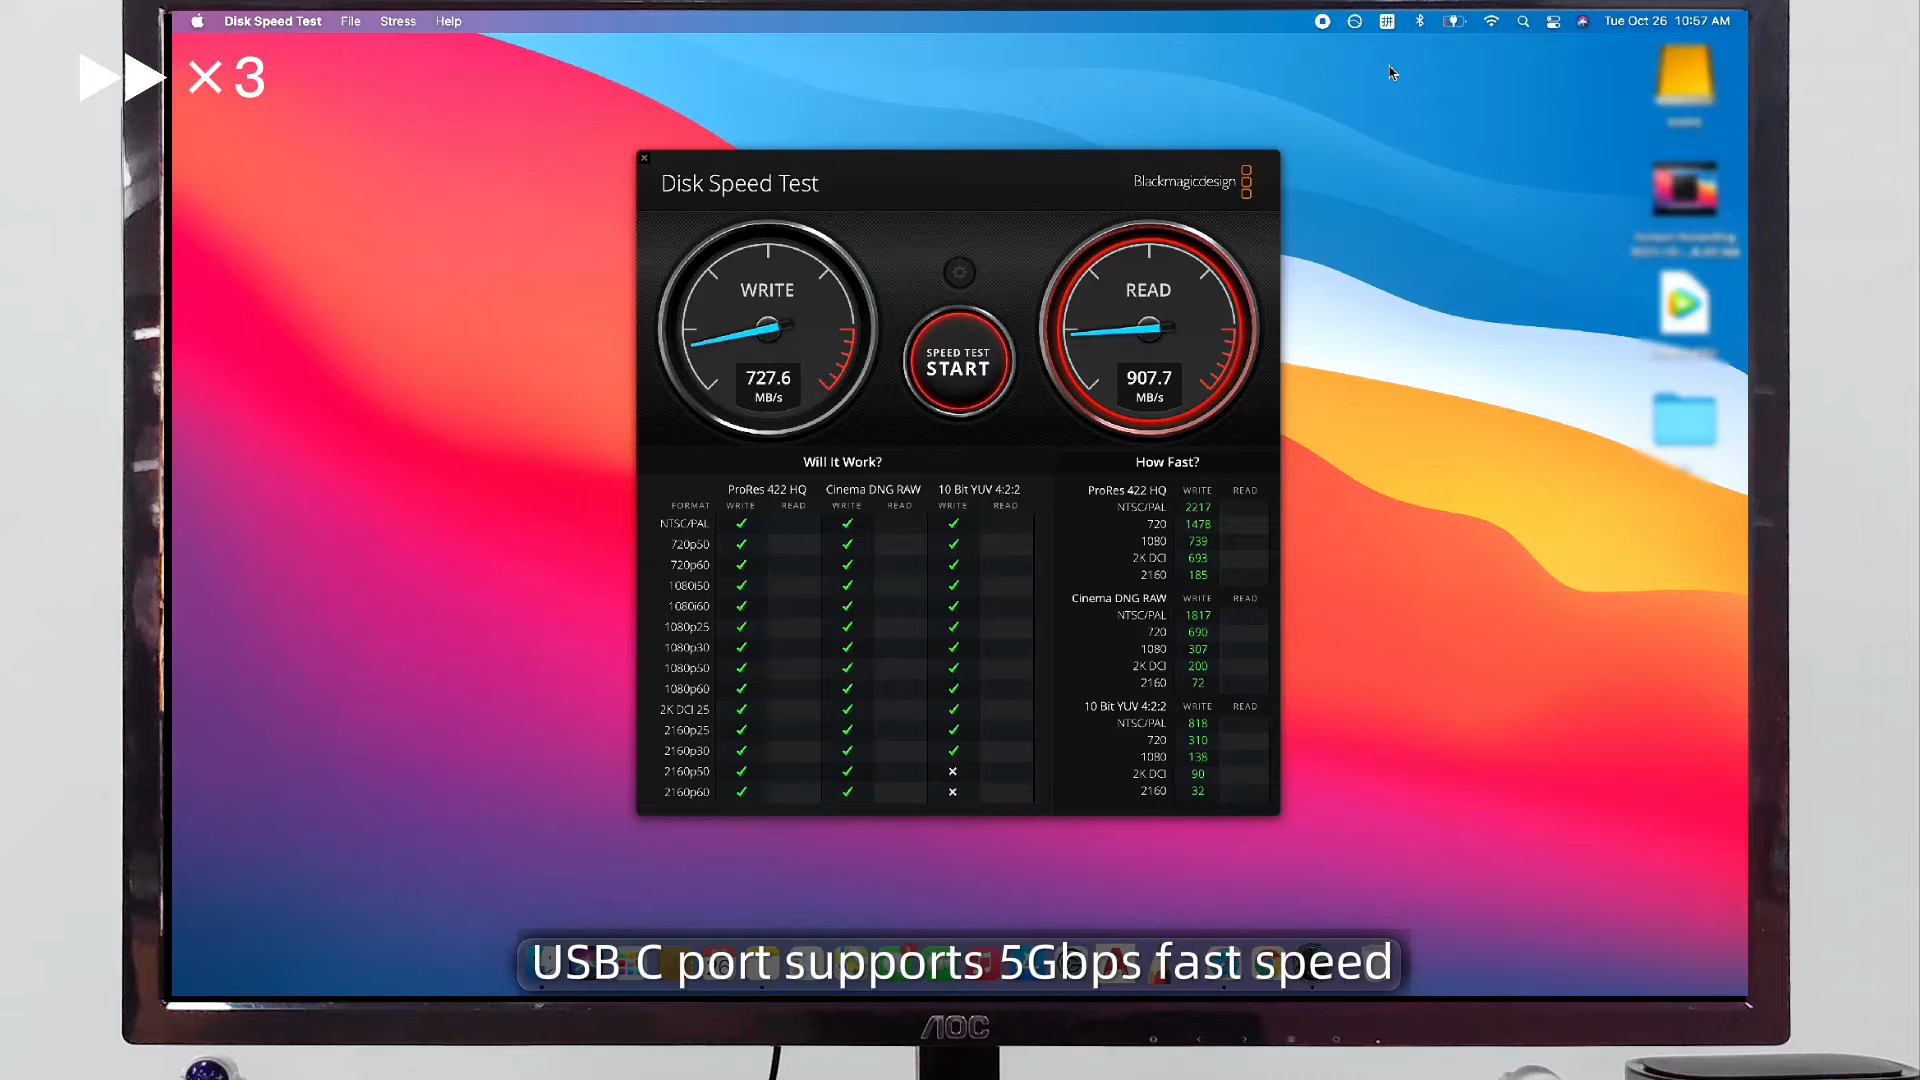 Disk Speed Test File Stress Help Tue Oct 26 10:57 AM
×3
Disk Speed Test Blackmagicdesign
WRITE
727.6
MB/s
SPEED TEST
START
READ
907.7
MB/s
Will It Work?
ProRes 422 HQ Cinema DNG RAW 10 Bit YUV 4:2:2
FORMAT WRITE READ WRITE READ WRITE READ
NTSC/PAL ✓ ✓ ✓
720p50 ✓ ✓ ✓
720p60 ✓ ✓ ✓
1080i50 ✓ ✓ ✓
1080i60 ✓ ✓ ✓
1080p25 ✓ ✓ ✓
1080p30 ✓ ✓ ✓
1080p50 ✓ ✓ ✓
1080p60 ✓ ✓ ✓
2K DCI 25 ✓ ✓ ✓
2160p25 ✓ ✓ ✓
2160p30 ✓ ✓ ✓
2160p50 ✓ ✓ ×
2160p60 ✓ ✓ ×
How Fast?
ProRes 422 HQ WRITE READ
NTSC/PAL 2217
720 1478
1080 739
2K DCI 693
2160 185
Cinema DNG RAW WRITE READ
NTSC/PAL 1817
720 690
1080 307
2K DCI 200
2160 72
10 Bit YUV 4:2:2 WRITE READ
NTSC/PAL 818
720 310
1080 138
2K DCI 90
2160 32
USB C port supports 5Gbps fast speed
AOC